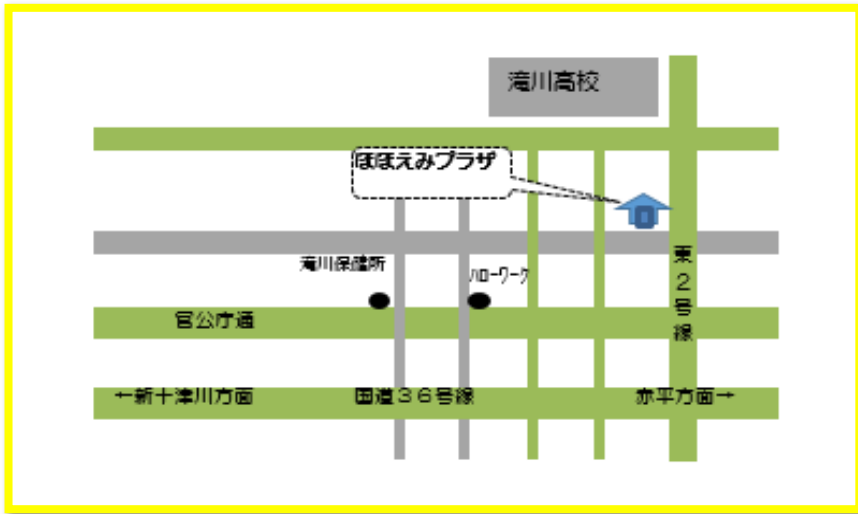 滝川高校
ほほえみプラザ
滝川保健所
ﾊﾛｰﾜｰｸ
東２号線
官公庁通
←新十津川方面
国道３６号線
赤平方面→